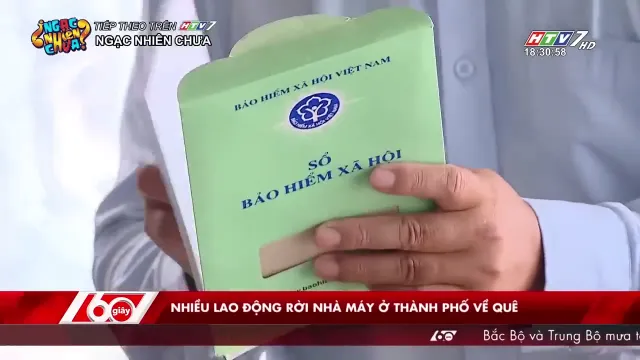 NGẠC NHIÊN CHƯA?
TIẾP THEO TRÊN HTV7
NGẠC NHIÊN CHƯA
HTV7 HD
18:30:58
BẢO HIỂM XÃ HỘI VIỆT NAM
SỔ
BẢO HIỂM XÃ HỘI
60 giây
NHIỀU LAO ĐỘNG RỜI NHÀ MÁY Ở THÀNH PHỐ VỀ QUÊ
60
Bắc Bộ và Trung Bộ mưa